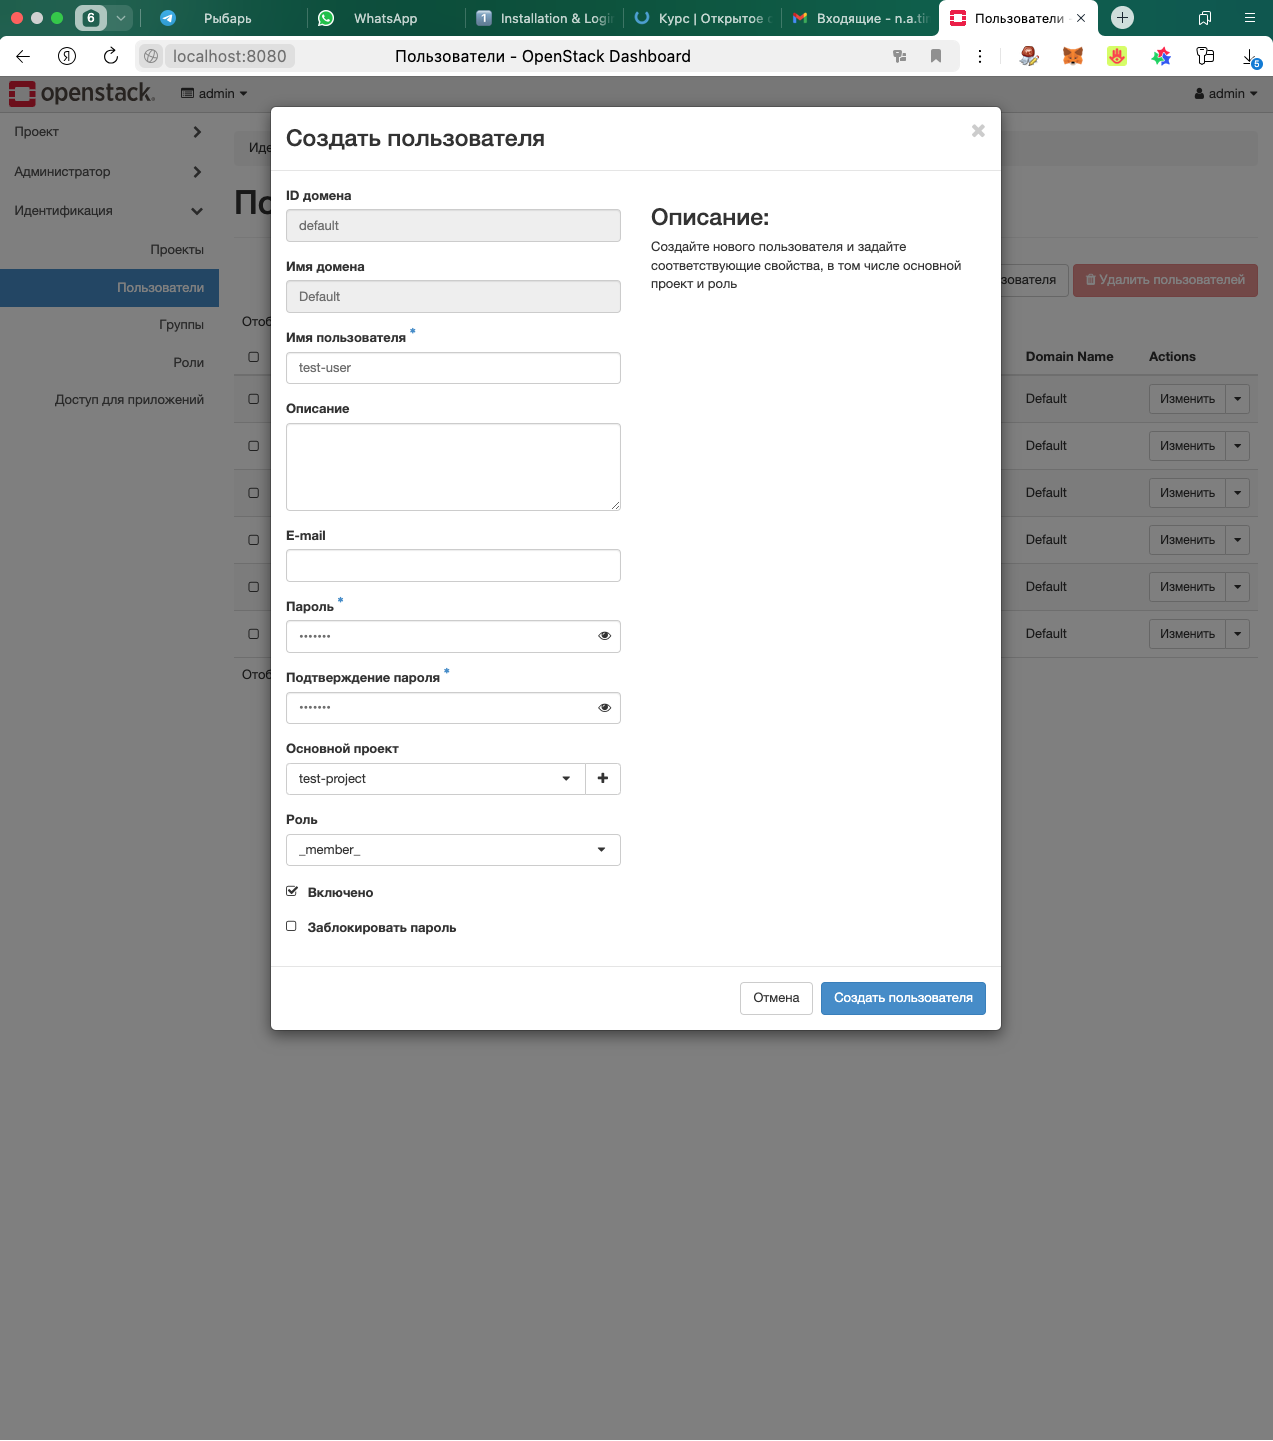 6
Рыбарь
WhatsApp
1 Installation & Logi
Курс | Открытое
Входящие - n.a.tin
Пользователи -
Я
localhost:8080
Пользователи - OpenStack Dashboard
5
openstack.
admin
admin
Проект
Администратор
Идентификация
Проекты
Пользователи
Группы
Роли
Доступ для приложений
Создать пользователя
ID домена
default
Имя домена
Default
Имя пользователя *
test-user
Описание
E-mail
Пароль *
•••••••
Подтверждение пароля *
•••••••
Основной проект
test-project
Роль
_member_
Включено
Заблокировать пароль
Описание:
Создайте нового пользователя и задайте
соответствующие свойства, в том числе основной
проект и роль
Отмена
Создать пользователя
Иде
По
зователя
Удалить пользователей
Отоб
Domain Name
Actions
Default
Изменить
Default
Изменить
Default
Изменить
Default
Изменить
Default
Изменить
Default
Изменить
Отоб